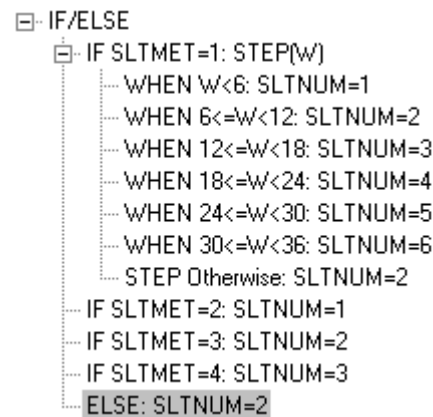 IF/ELSE
IF SLTMET=1: STEP(W)
WHEN W<6: SLTNUM=1
WHEN 6<=W<12: SLTNUM=2
WHEN 12<=W<18: SLTNUM=3
WHEN 18<=W<24: SLTNUM=4
WHEN 24<=W<30: SLTNUM=5
WHEN 30<=W<36: SLTNUM=6
STEP Otherwise: SLTNUM=2
IF SLTMET=2: SLTNUM=1
IF SLTMET=3: SLTNUM=2
IF SLTMET=4: SLTNUM=3
ELSE: SLTNUM=2